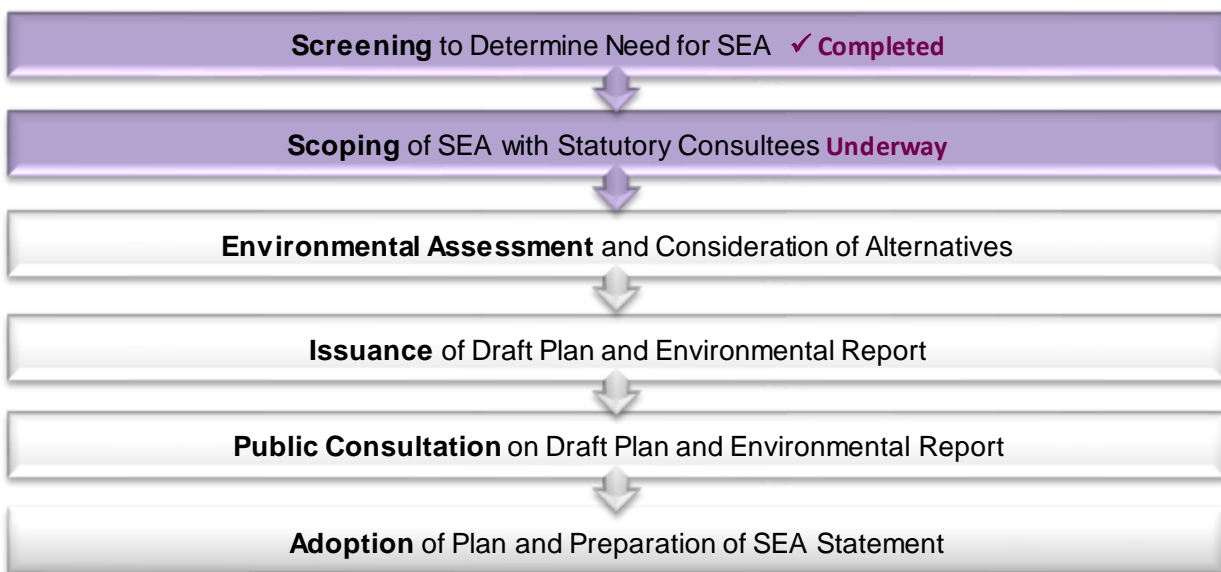 Screening to Determine Need for SEA ✓ Completed
Scoping of SEA with Statutory Consultees Underway
Environmental Assessment and Consideration of Alternatives
Issuance of Draft Plan and Environmental Report
Public Consultation on Draft Plan and Environmental Report
Adoption of Plan and Preparation of SEA Statement